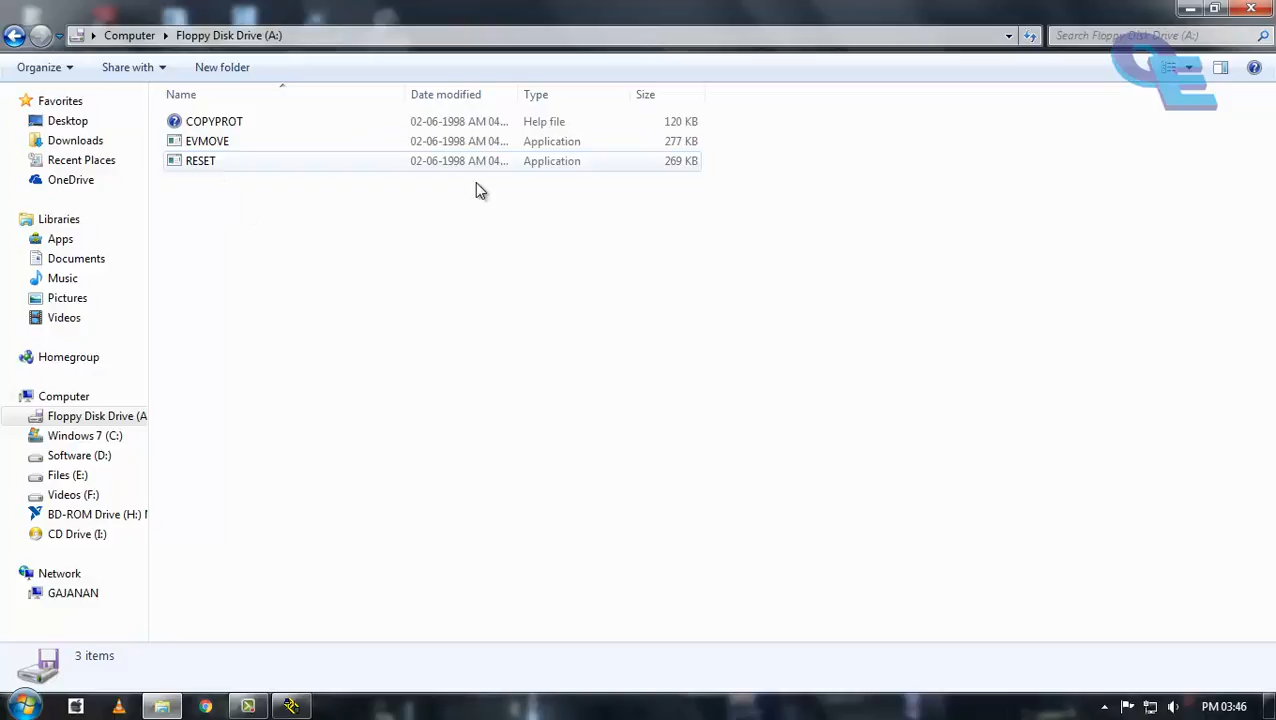 Computer Floppy Disk Drive (A:) Search Floppy Disk Drive (A:)
Organize Share with New folder
Name Date modified Type Size
COPYPROT 02-06-1998 AM 04... Help file 120 KB
EVMOVE 02-06-1998 AM 04... Application 277 KB
RESET 02-06-1998 AM 04... Application 269 KB
Favorites
Desktop
Downloads
Recent Places
OneDrive
Libraries
Apps
Documents
Music
Pictures
Videos
Homegroup
Computer
Floppy Disk Drive (A
Windows 7 (C:)
Software (D:)
Files (E:)
Videos (F:)
BD-ROM Drive (H:) N
CD Drive (I:)
Network
GAJANAN
3 items
PM 03:46